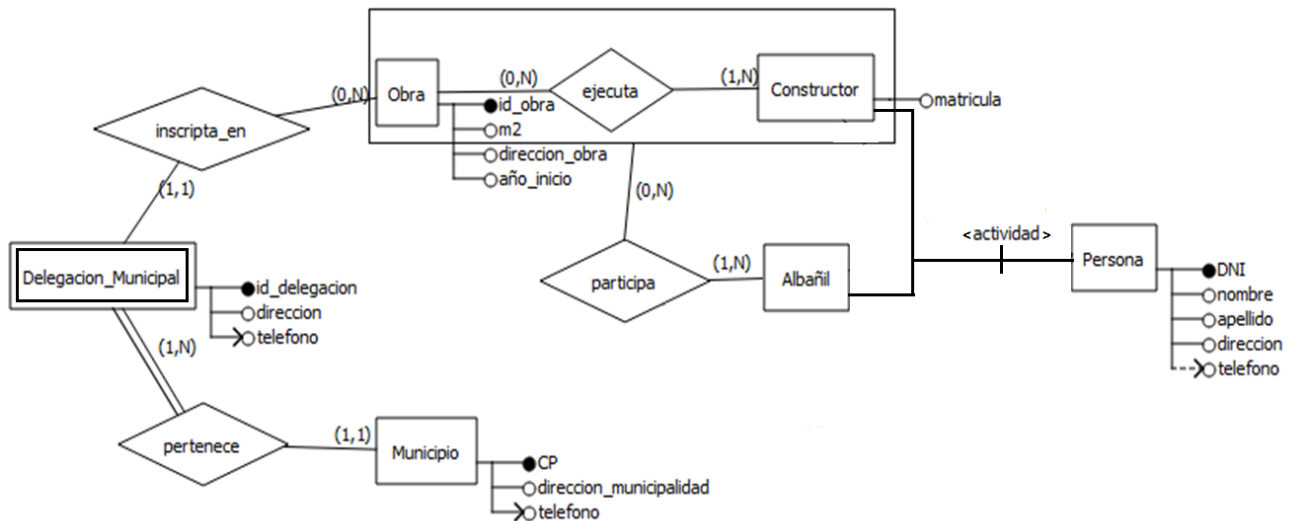 (0,N)
Obra
(0,N)
ejecuta
(1,N)
Constructor
matricula
id_obra
m2
direccion_obra
año_inicio
inscripta_en
(1,1)
(0,N)
<actividad>
Delegacion_Municipal
id_delegacion
direccion
telefono
participa
(1,N)
Albañil
Persona
DNI
nombre
apellido
direccion
telefono
(1,N)
pertenece
(1,1)
Municipio
CP
direccion_municipalidad
telefono